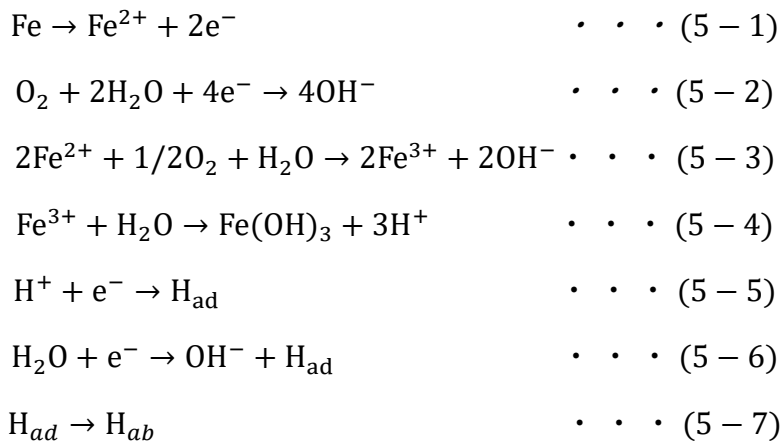 Fe → Fe²⁺ + 2e⁻ ・・・(5 − 1)
O₂ + 2H₂O + 4e⁻ → 4OH⁻ ・・・(5 − 2)
2Fe²⁺ + 1/2O₂ + H₂O → 2Fe³⁺ + 2OH⁻ ・・・(5 − 3)
Fe³⁺ + H₂O → Fe(OH)₃ + 3H⁺ ・・・(5 − 4)
H⁺ + e⁻ → H_ad ・・・(5 − 5)
H₂O + e⁻ → OH⁻ + H_ad ・・・(5 − 6)
H_ad → H_ab ・・・(5 − 7)